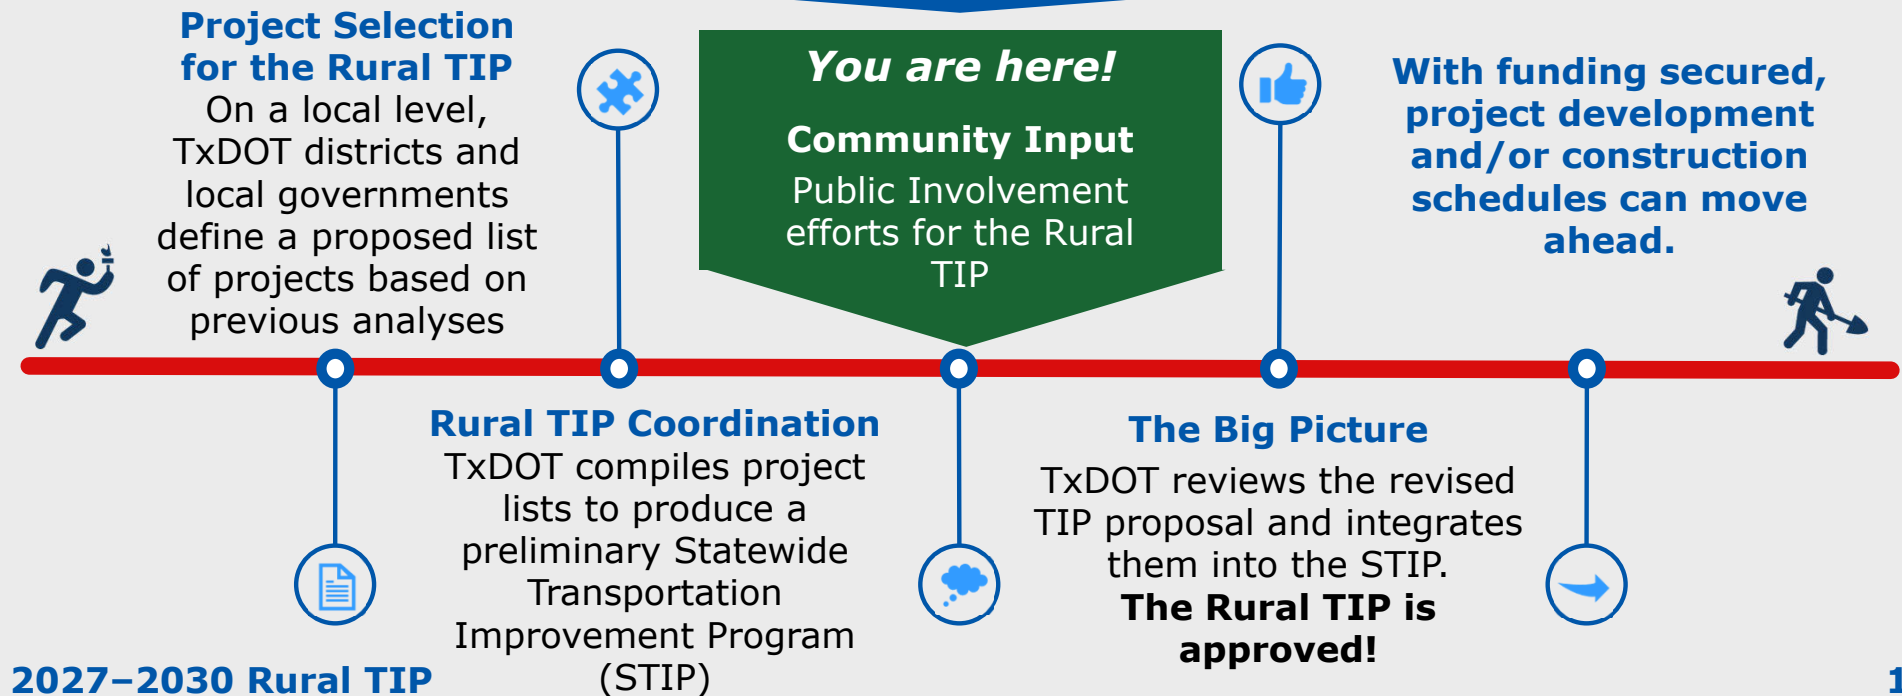 Project Selection
for the Rural TIP
On a local level,
TxDOT districts and
local governments
define a proposed list
of projects based on
previous analyses
Rural TIP Coordination
TxDOT compiles project
lists to produce a
preliminary Statewide
Transportation
Improvement Program
(STIP)
You are here!
Community Input
Public Involvement
efforts for the Rural
TIP
The Big Picture
TxDOT reviews the revised
TIP proposal and integrates
them into the STIP.
The Rural TIP is
approved!
With funding secured,
project development
and/or construction
schedules can move
ahead.
2027–2030 Rural TIP